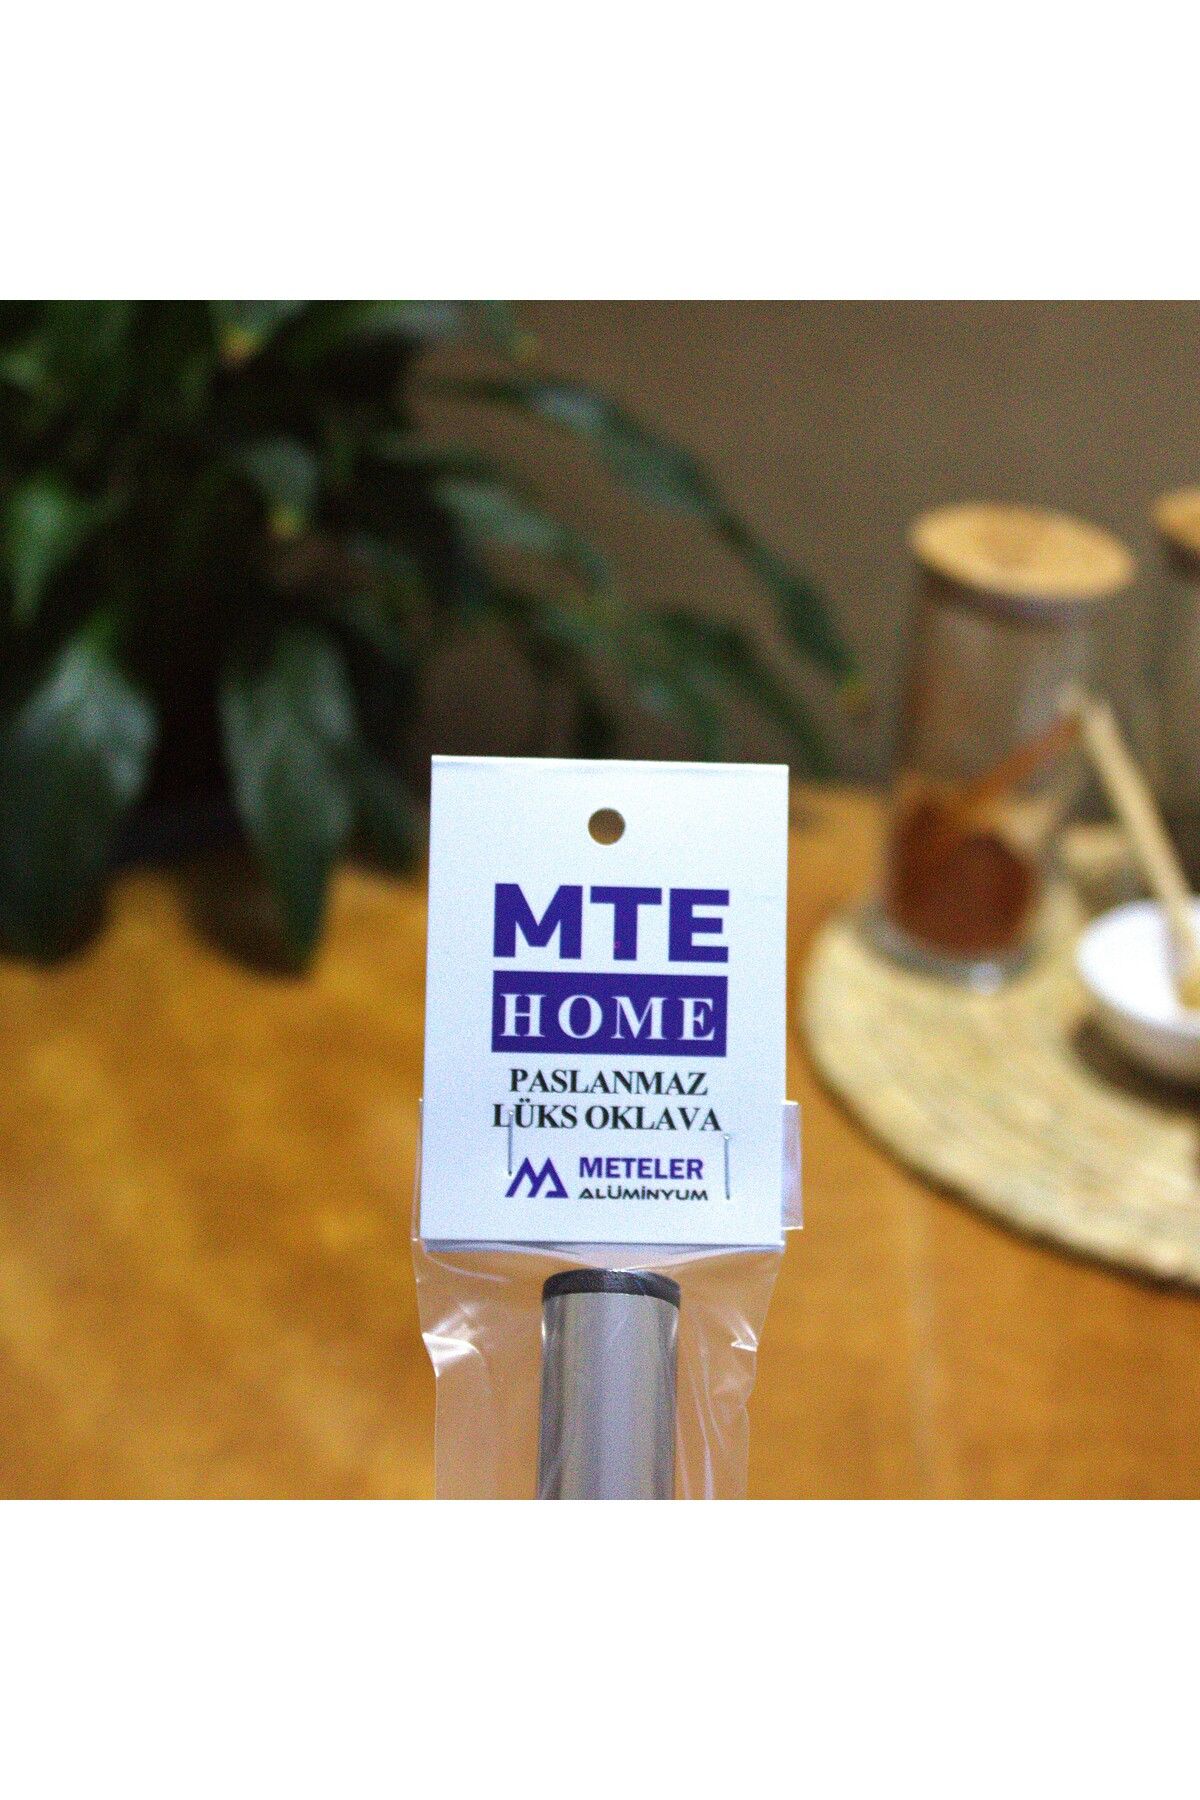 MTE
HOME
PASLANMAZ
LÜKS OKLAVA
METELER
ALÜMİNYUM